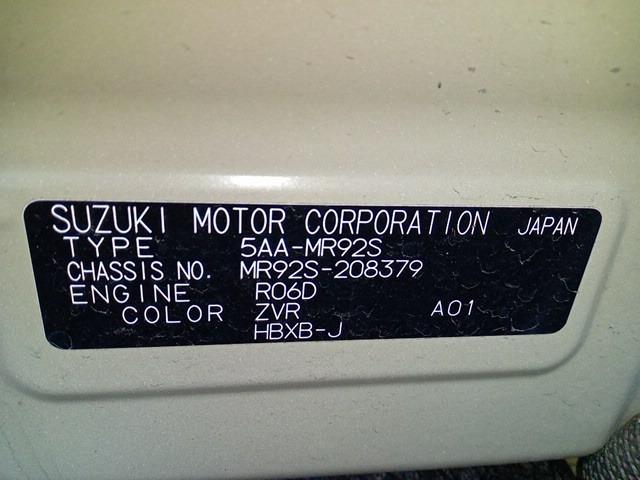 SUZUKI MOTOR CORPORATION JAPAN
TYPE 5AA-MR92S
CHASSIS NO. MR92S-208379
ENGINE R06D
COLOR ZVR A01
HBXB-J